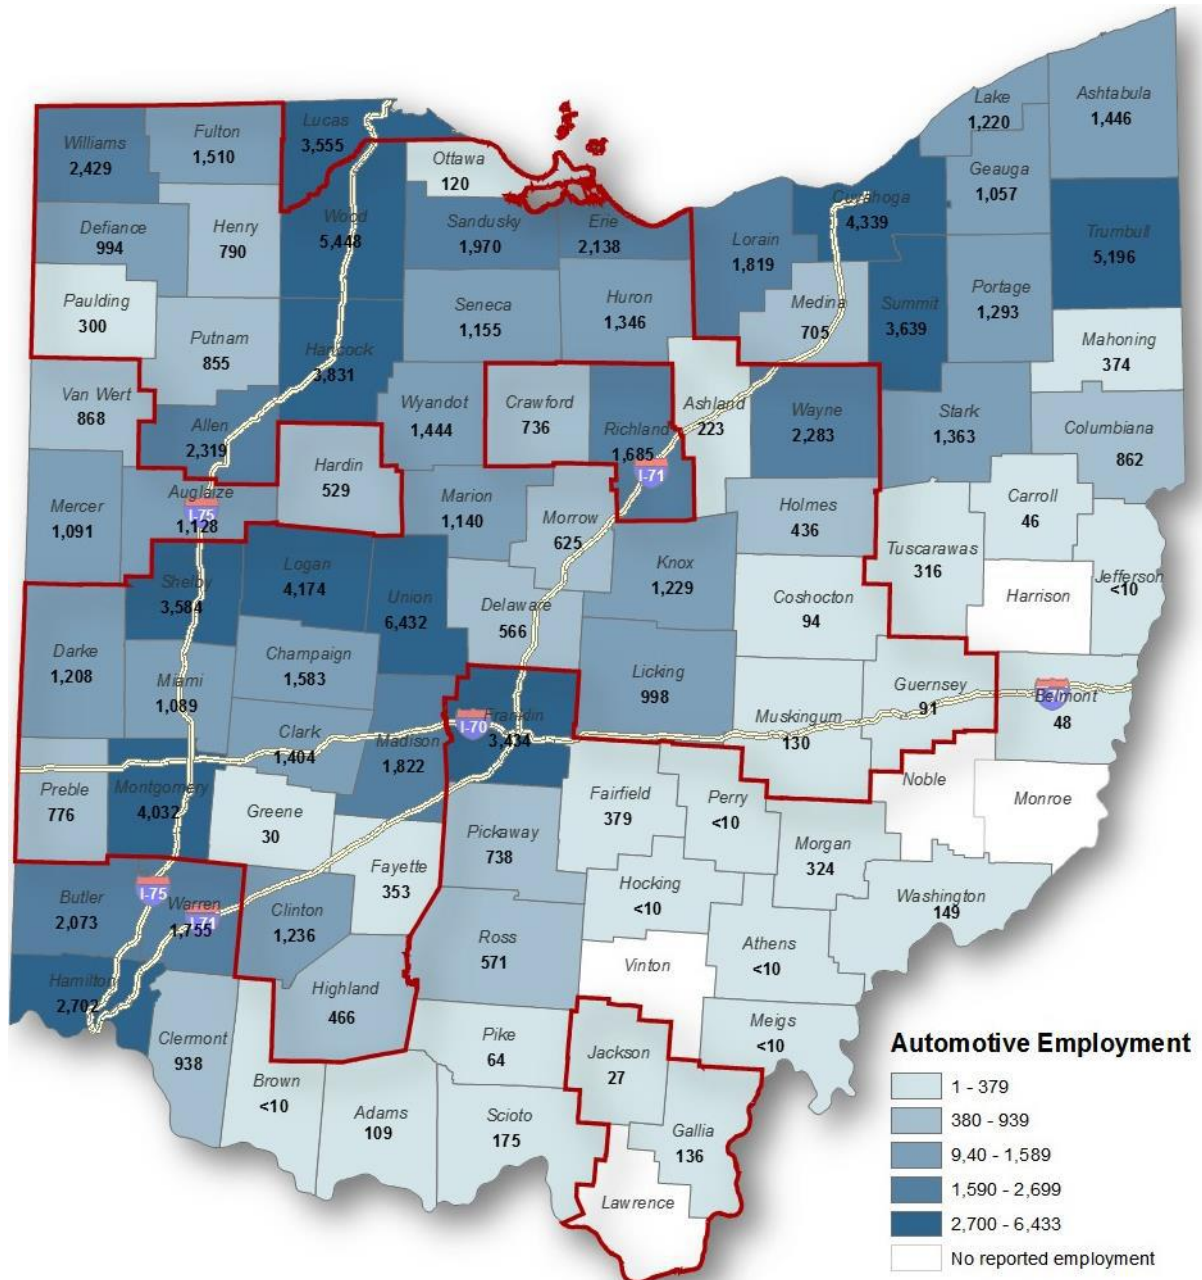 Lake
1,220
Ashtabula
1,446
Williams
2,429
Fulton
1,510
Lucas
3,555
Ottawa
120
Geauga
1,057
Defiance
994
Henry
790
Wood
5,448
Sandusky
1,970
Erie
2,138
Lorain
1,819
Cuyahoga
4,339
Trumbull
5,196
Paulding
300
Putnam
855
Hancock
3,831
Seneca
1,155
Huron
1,346
Medina
705
Summit
3,639
Portage
1,293
Mahoning
374
Van Wert
868
Allen
2,319
Wyandot
1,444
Crawford
736
Richland
1,685
I-71
Ashland
223
Wayne
2,283
Stark
1,363
Columbiana
862
Mercer
1,091
Auglaize
I-75
1,128
Hardin
529
Marion
1,140
Morrow
625
Holmes
436
Carroll
46
Tuscarawas
316
Jefferson
<10
Harrison
Shelby
3,584
Logan
4,174
Union
6,432
Delaware
566
Knox
1,229
Coshocton
94
Darke
1,208
Miami
1,089
Champaign
1,583
Licking
998
Guernsey
91
Belmont
48
Clark
1,404
Madison
1,822
I-70
Franklin
3,434
Muskingum
130
Noble
Monroe
Preble
776
Montgomery
4,032
Greene
30
Fairfield
379
Perry
<10
Morgan
324
Pickaway
738
Fayette
353
Hocking
<10
Washington
149
Butler
2,073
I-75
Warren
I-71
1,755
Clinton
1,236
Ross
571
Vinton
Athens
<10
Hamilton
2,702
Highland
466
Clermont
938
Pike
64
Meigs
<10
Jackson
27
Brown
<10
Adams
109
Scioto
175
Gallia
136
Lawrence
Automotive Employment
1 - 379
380 - 939
9,40 - 1,589
1,590 - 2,699
2,700 - 6,433
No reported employment